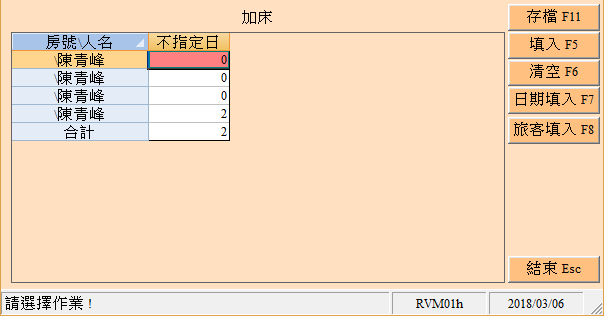 加床
房號\人名 不指定日
\陳青峰 0
\陳青峰 0
\陳青峰 0
\陳青峰 2
合計 2
存檔 F11
填入 F5
清空 F6
日期填入 F7
旅客填入 F8
結束 Esc
請選擇作業！ RVM01h 2018/03/06